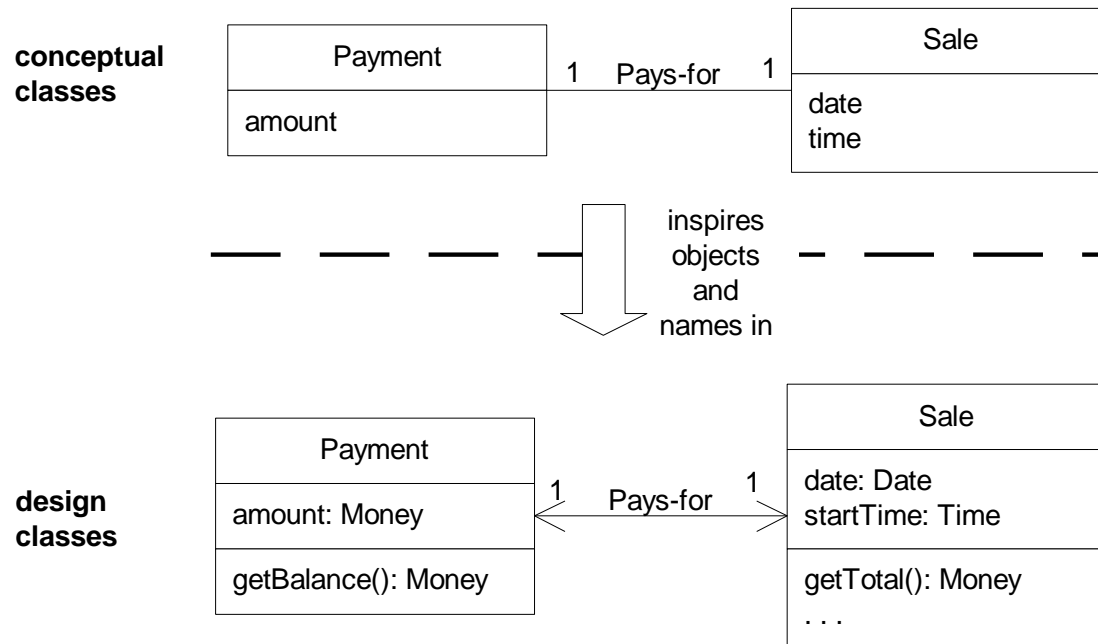 conceptual
classes
Payment
amount
1
Pays-for
1
Sale
date
time
inspires
objects
and
names in
design
classes
Payment
amount: Money
getBalance(): Money
1
Pays-for
1
Sale
date: Date
startTime: Time
getTotal(): Money
. . .